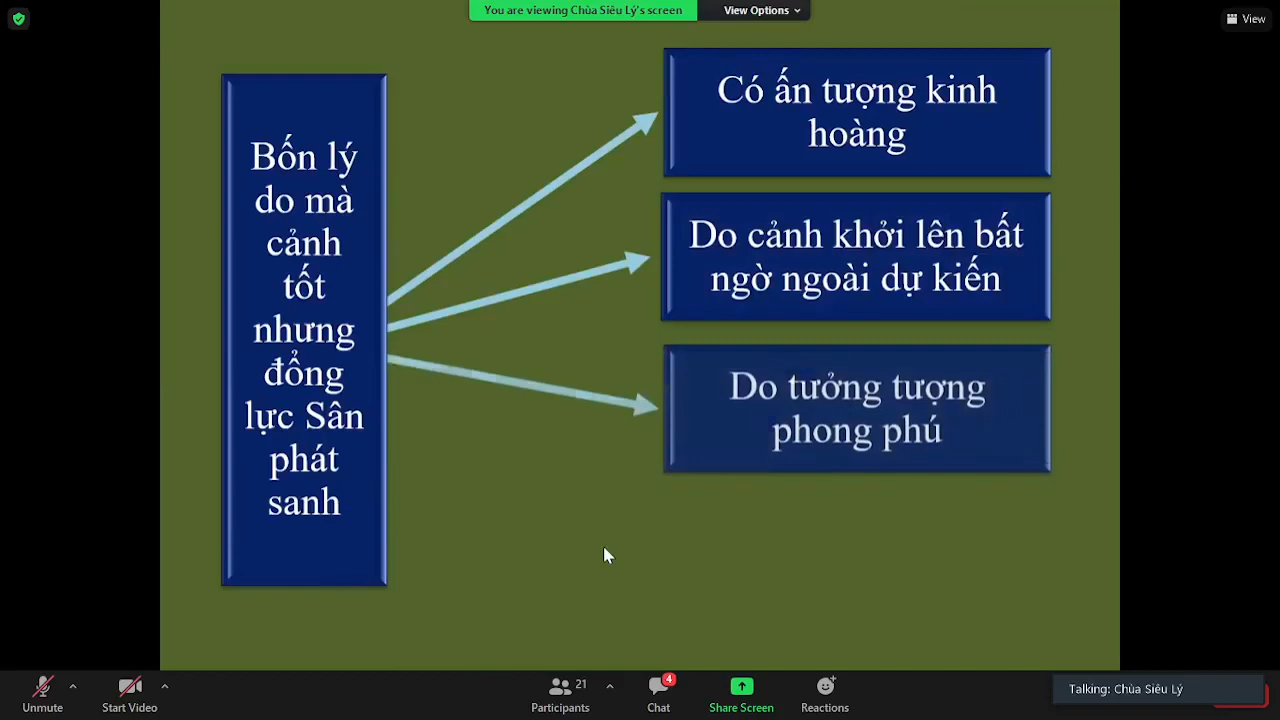 You are viewing Chùa Siêu Lý's screen
View Options
View
Bốn lý
do mà
cảnh
tốt
nhưng
đổng
lực Sân
phát
sanh
Có ấn tượng kinh
hoàng
Do cảnh khởi lên bất
ngờ ngoài dự kiến
Do tưởng tượng
phong phú
Unmute
Start Video
21
Participants
4
Chat
Share Screen
Reactions
Talking: Chùa Siêu Lý